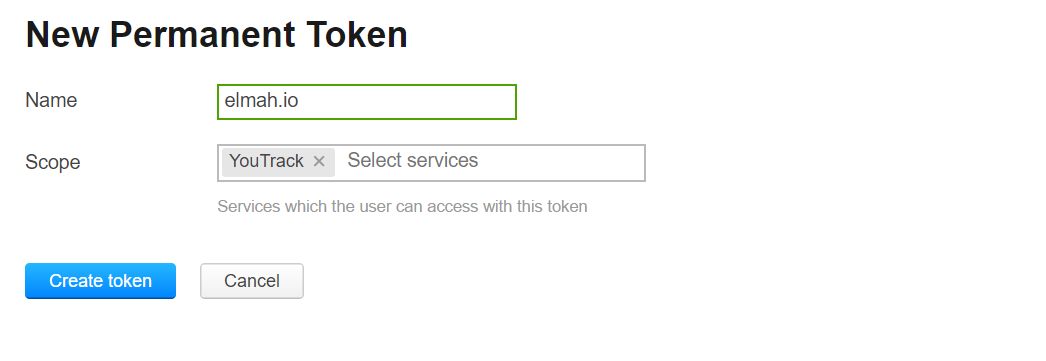 New Permanent Token
Name
elmah.io
Scope
YouTrack × Select services
Services which the user can access with this token
Create token
Cancel